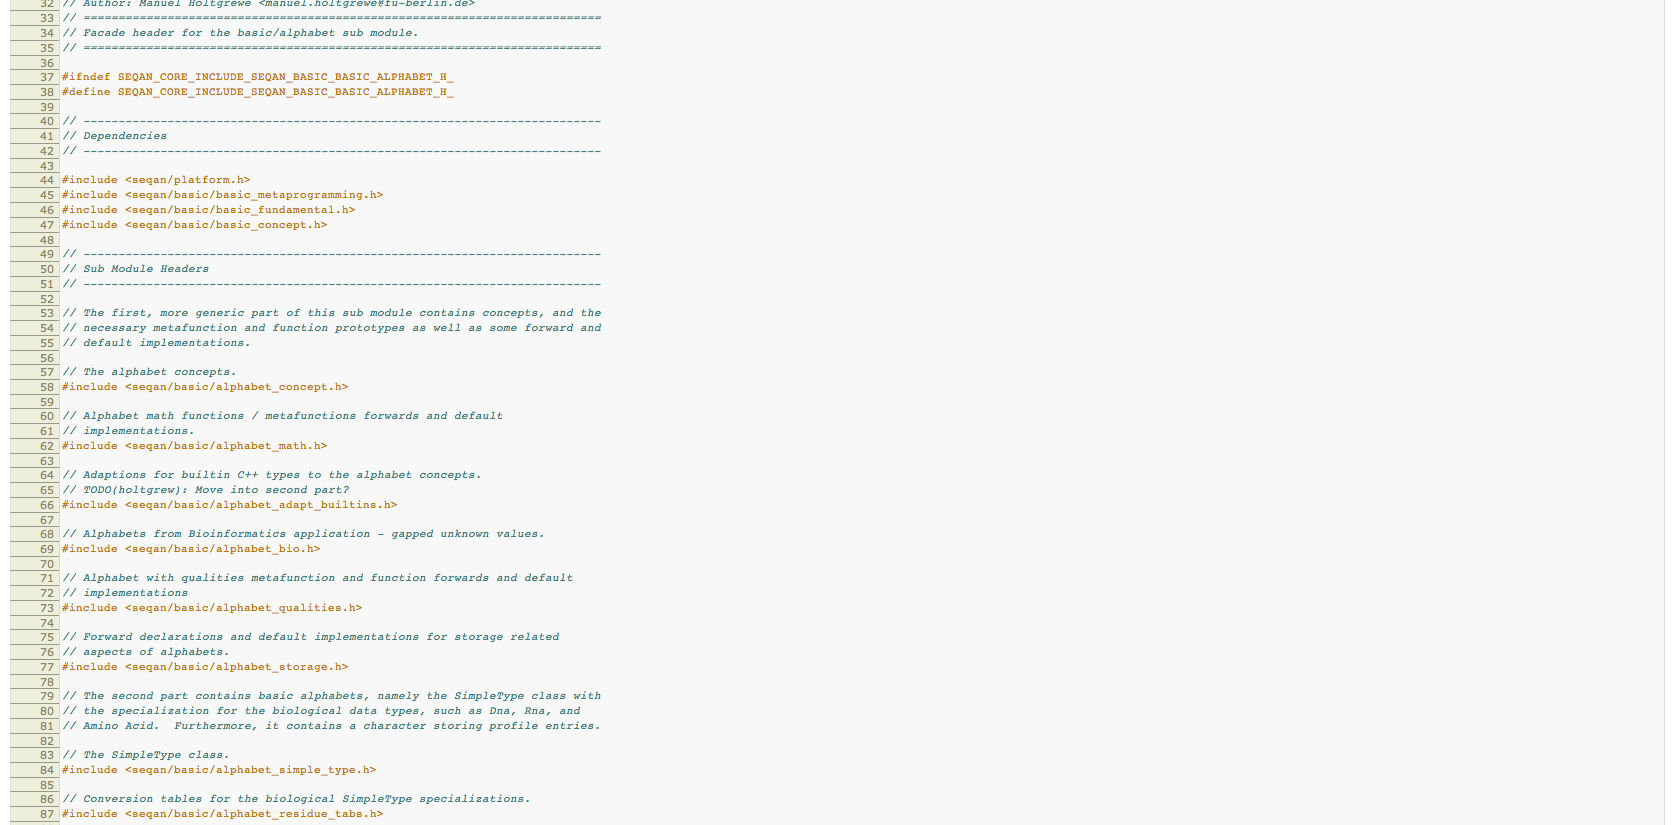 32 // Author: Manuel Holtgrewe <manuel.holtgrewe@fu-berlin.de>
33 // ==========================================================================
34 // Facade header for the basic/alphabet sub module.
35 // ==========================================================================
36
37 #ifndef SEQAN_CORE_INCLUDE_SEQAN_BASIC_BASIC_ALPHABET_H_
38 #define SEQAN_CORE_INCLUDE_SEQAN_BASIC_BASIC_ALPHABET_H_
39
40 // --------------------------------------------------------------------------
41 // Dependencies
42 // --------------------------------------------------------------------------
43
44 #include <seqan/platform.h>
45 #include <seqan/basic/basic_metaprogramming.h>
46 #include <seqan/basic/basic_fundamental.h>
47 #include <seqan/basic/basic_concept.h>
48
49 // --------------------------------------------------------------------------
50 // Sub Module Headers
51 // --------------------------------------------------------------------------
52
53 // The first, more generic part of this sub module contains concepts, and the
54 // necessary metafunction and function prototypes as well as some forward and
55 // default implementations.
56
57 // The alphabet concepts.
58 #include <seqan/basic/alphabet_concept.h>
59
60 // Alphabet math functions / metafunctions forwards and default
61 // implementations.
62 #include <seqan/basic/alphabet_math.h>
63
64 // Adaptions for builtin C++ types to the alphabet concepts.
65 // TODO(holtgrew): Move into second part?
66 #include <seqan/basic/alphabet_adapt_builtins.h>
67
68 // Alphabets from Bioinformatics application - gapped unknown values.
69 #include <seqan/basic/alphabet_bio.h>
70
71 // Alphabet with qualities metafunction and function forwards and default
72 // implementations
73 #include <seqan/basic/alphabet_qualities.h>
74
75 // Forward declarations and default implementations for storage related
76 // aspects of alphabets.
77 #include <seqan/basic/alphabet_storage.h>
78
79 // The second part contains basic alphabets, namely the SimpleType class with
80 // the specialization for the biological data types, such as Dna, Rna, and
81 // Amino Acid.  Furthermore, it contains a character storing profile entries.
82
83 // The SimpleType class.
84 #include <seqan/basic/alphabet_simple_type.h>
85
86 // Conversion tables for the biological SimpleType specializations.
87 #include <seqan/basic/alphabet_residue_tabs.h>